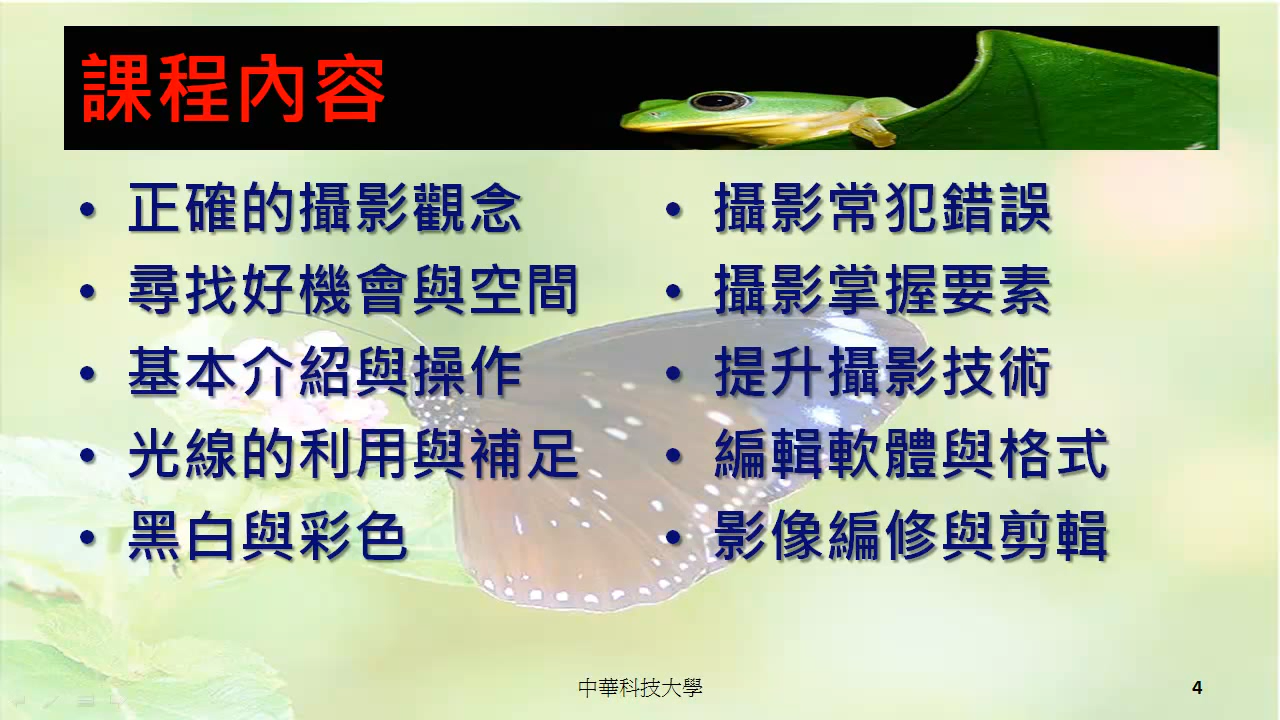 課程內容
• 正確的攝影觀念
• 尋找好機會與空間
• 基本介紹與操作
• 光線的利用與補足
• 黑白與彩色
• 攝影常犯錯誤
• 攝影掌握要素
• 提升攝影技術
• 編輯軟體與格式
• 影像編修與剪輯
中華科技大學
4